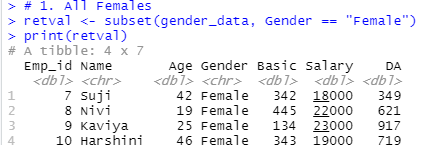 > # 1. All Females
> retval <- subset(gender_data, Gender == "Female")
> print(retval)
# A tibble: 4 x 7
  Emp_id Name       Age Gender Basic Salary    DA
   <dbl> <chr>    <dbl> <chr>  <dbl>  <dbl> <dbl>
1      7 Suji        42 Female   342  18000   349
2      8 Nivi        19 Female   445  22000   621
3      9 Kaviya      25 Female   134  23000   917
4     10 Harshini    46 Female   343  19000   719